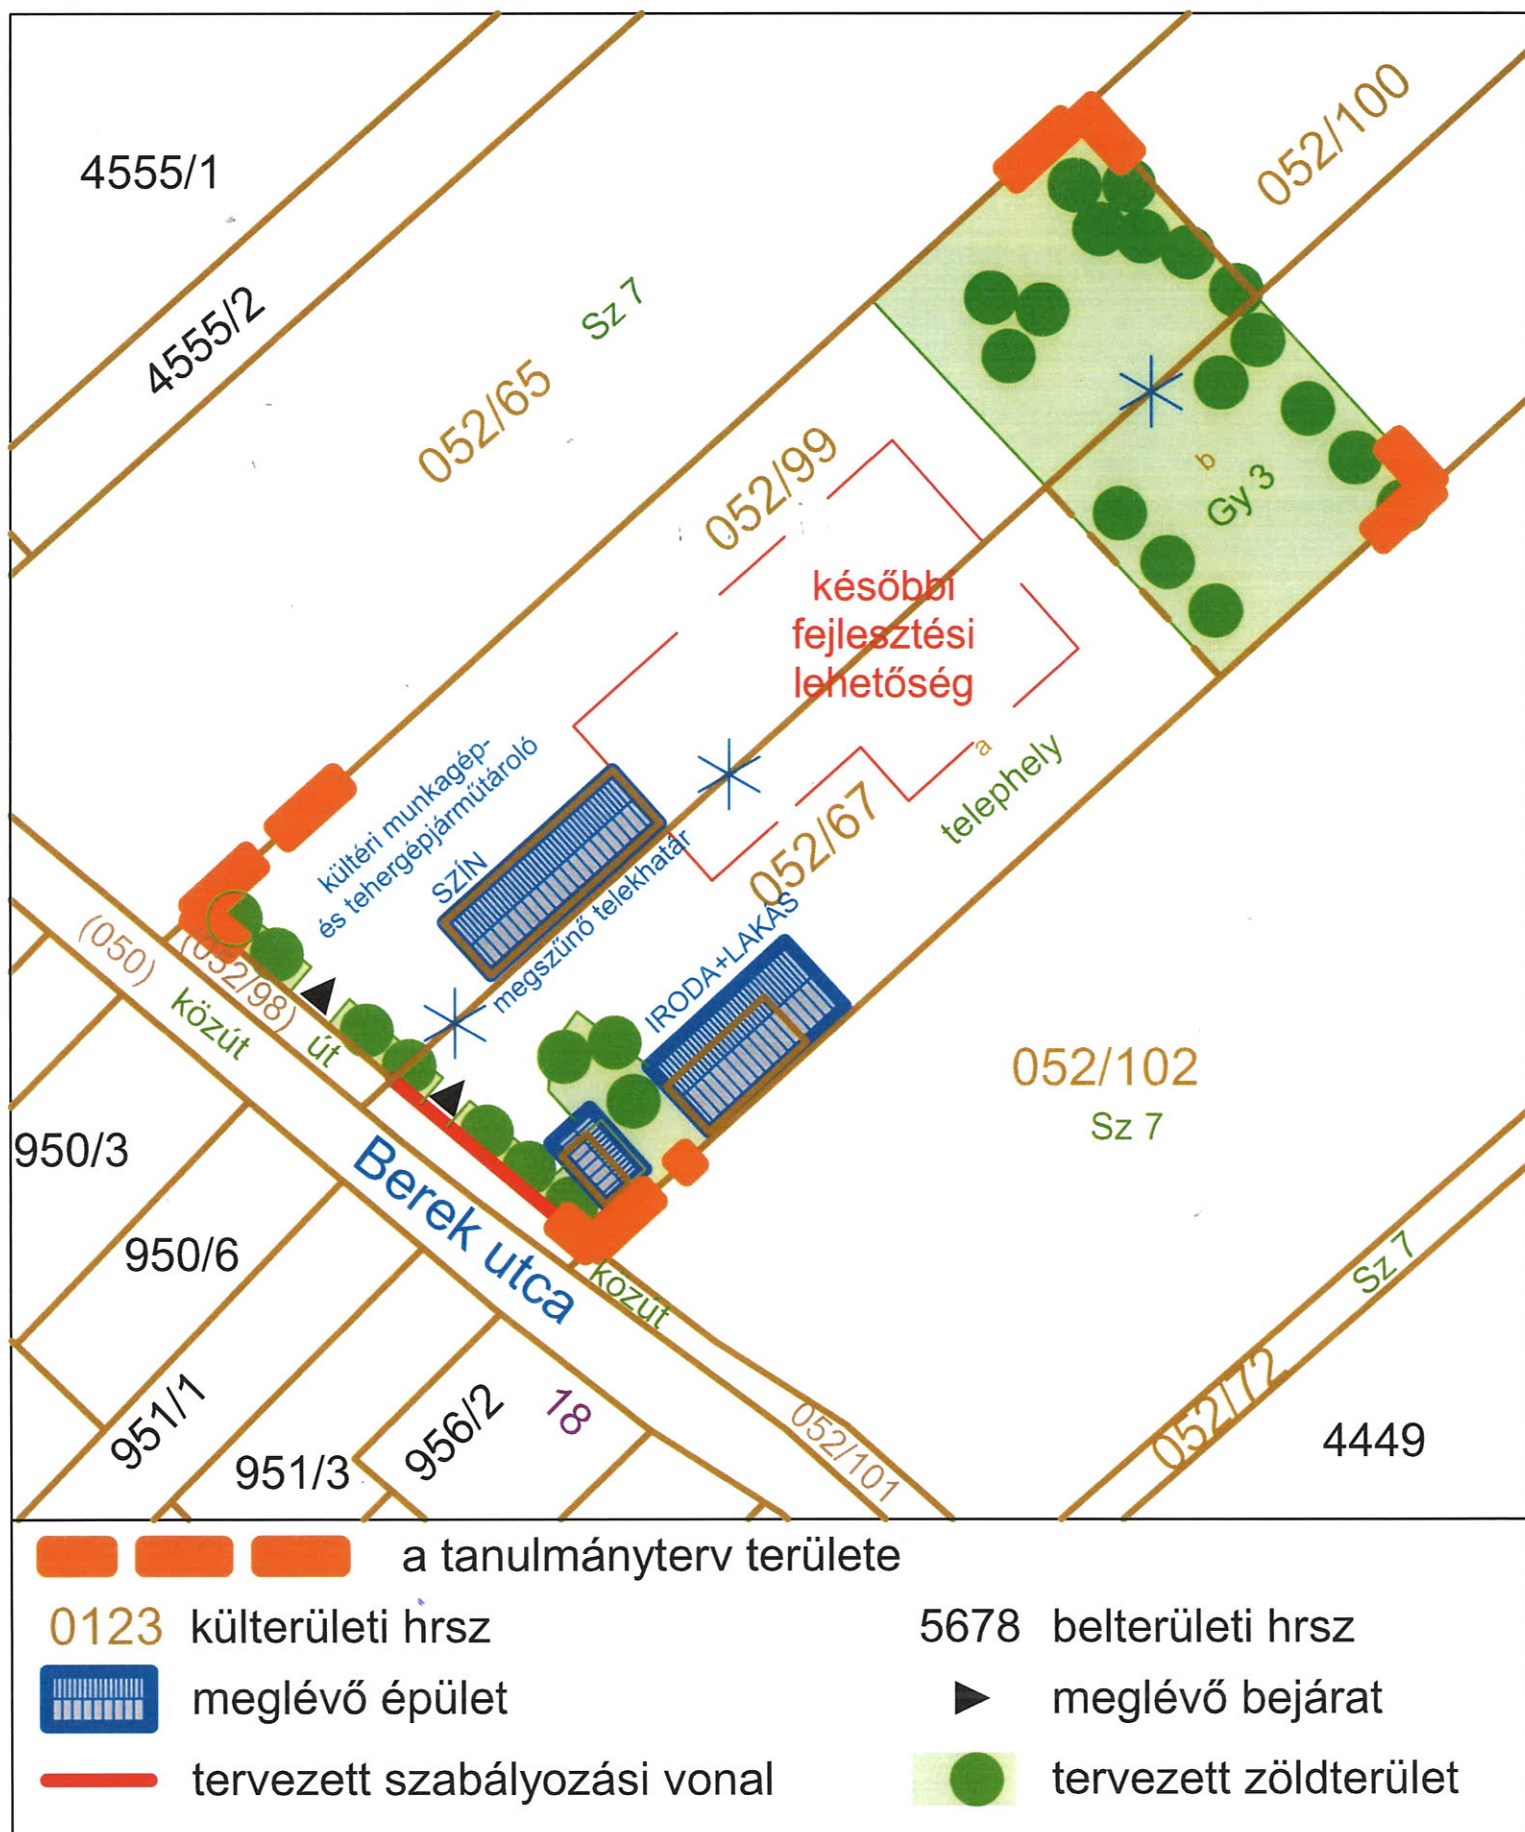 4555/1
4555/2
Sz 7
052/65
052/100
052/99
b
Gy 3
későbbi
fejlesztési
lehetőség
a
telephely
052/67
kültéri munkagép-
és tehergépjárműtároló
SZÍN
megszűnő telekhatár
IRODA+LAKÁS
(050)
közút
(052/98)
út
052/102
Sz 7
950/3
950/6
Berek utca
közút
951/1
951/3
956/2
18
052/101
Sz 7
052/72
4449
a tanulmányterv területe
0123 külterületi hrsz
5678 belterületi hrsz
meglévő épület
meglévő bejárat
tervezett szabályozási vonal
tervezett zöldterület